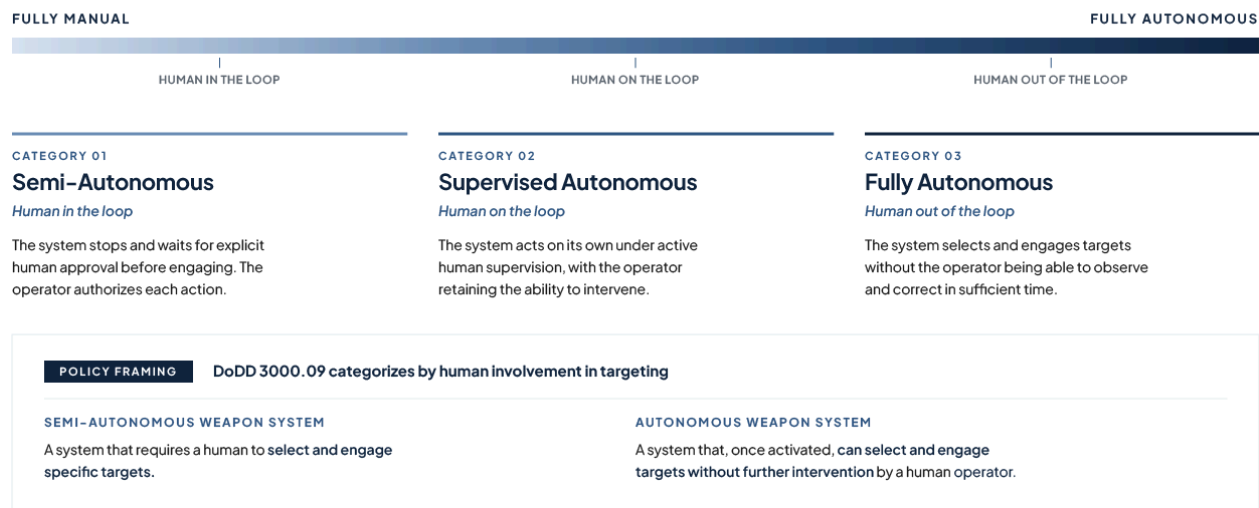 FULLY MANUAL
FULLY AUTONOMOUS
HUMAN IN THE LOOP
HUMAN ON THE LOOP
HUMAN OUT OF THE LOOP
CATEGORY 01
Semi-Autonomous
Human in the loop
The system stops and waits for explicit
human approval before engaging. The
operator authorizes each action.
CATEGORY 02
Supervised Autonomous
Human on the loop
The system acts on its own under active
human supervision, with the operator
retaining the ability to intervene.
CATEGORY 03
Fully Autonomous
Human out of the loop
The system selects and engages targets
without the operator being able to observe
and correct in sufficient time.
POLICY FRAMING
DoDD 3000.09 categorizes by human involvement in targeting
SEMI-AUTONOMOUS WEAPON SYSTEM
A system that requires a human to select and engage
specific targets.
AUTONOMOUS WEAPON SYSTEM
A system that, once activated, can select and engage
targets without further intervention by a human operator.